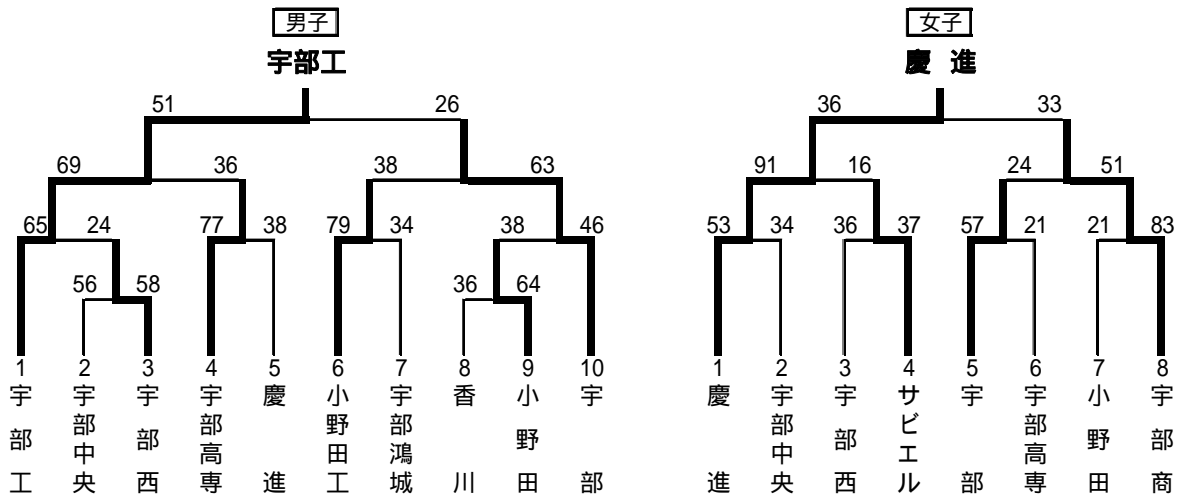 男子
宇部工
51 26
69 36 38 63
65 24 77 38 79 34 38 46
56 58 36 64
1 2 3 4 5 6 7 8 9 10
宇部工
宇部中央
宇部西
宇部高専
慶進
小野田工
宇部鴻城
香川
小野田
宇部
女子
慶進
36 33
91 16 24 51
53 34 36 37 57 21 21 83
1 2 3 4 5 6 7 8
慶進
宇部中央
宇部西
サビエル
宇部
宇部高専
小野田
宇部商